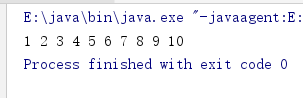 E:\java\bin\java.exe "-javaagent:E:
1 2 3 4 5 6 7 8 9 10
Process finished with exit code 0